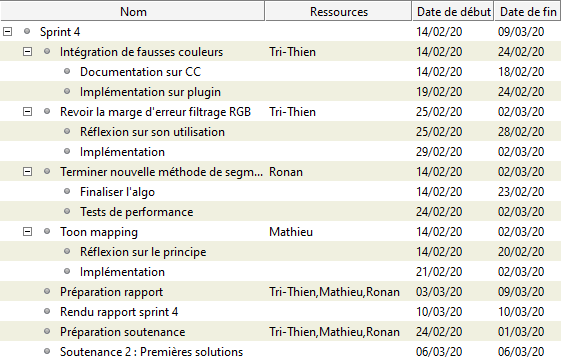 Nom Ressources Date de début Date de fin
Sprint 4 14/02/20 09/03/20
Intégration de fausses couleurs Tri-Thien 14/02/20 24/02/20
Documentation sur CC 14/02/20 18/02/20
Implémentation sur plugin 19/02/20 24/02/20
Revoir la marge d'erreur filtrage RGB Tri-Thien 25/02/20 02/03/20
Réflexion sur son utilisation 25/02/20 28/02/20
Implémentation 29/02/20 02/03/20
Terminer nouvelle méthode de segm... Ronan 14/02/20 02/03/20
Finaliser l'algo 14/02/20 23/02/20
Tests de performance 24/02/20 02/03/20
Toon mapping Mathieu 14/02/20 02/03/20
Réflexion sur le principe 14/02/20 20/02/20
Implémentation 21/02/20 02/03/20
Préparation rapport Tri-Thien,Mathieu,Ronan 03/03/20 09/03/20
Rendu rapport sprint 4 10/03/20 10/03/20
Préparation soutenance Tri-Thien,Mathieu,Ronan 24/02/20 01/03/20
Soutenance 2 : Premières solutions 06/03/20 06/03/20